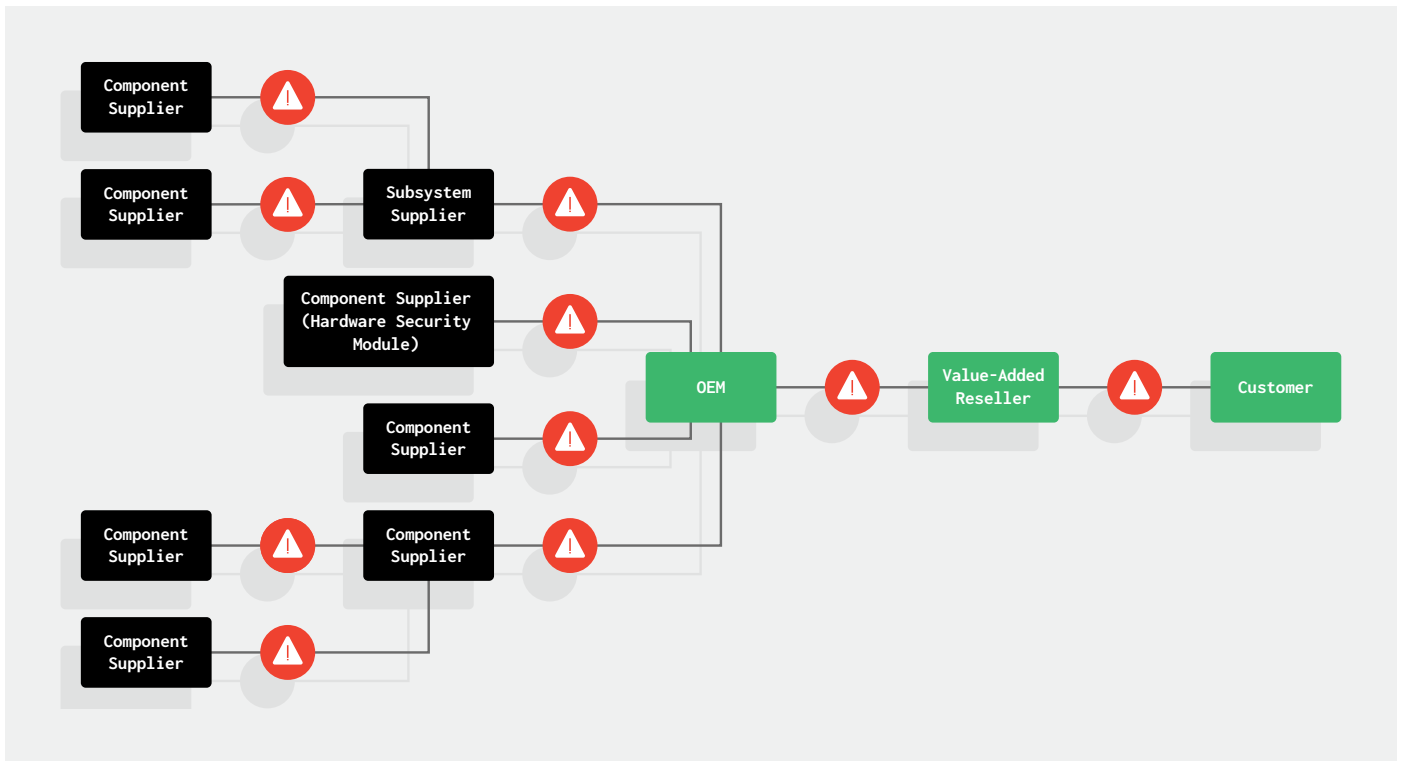 Component
Supplier
Component
Supplier
Subsystem
Supplier
Component Supplier
(Hardware Security
Module)
OEM
Value-Added
Reseller
Customer
Component
Supplier
Component
Supplier
Component
Supplier
Component
Supplier